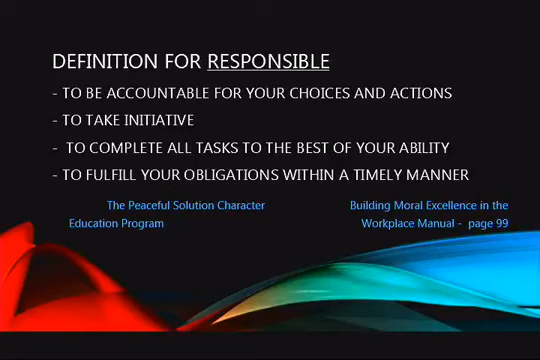 DEFINITION FOR RESPONSIBLE
- TO BE ACCOUNTABLE FOR YOUR CHOICES AND ACTIONS
- TO TAKE INITIATIVE
- TO COMPLETE ALL TASKS TO THE BEST OF YOUR ABILITY
- TO FULFILL YOUR OBLIGATIONS WITHIN A TIMELY MANNER
The Peaceful Solution Character
Education Program
Building Moral Excellence in the
Workplace Manual - page 99